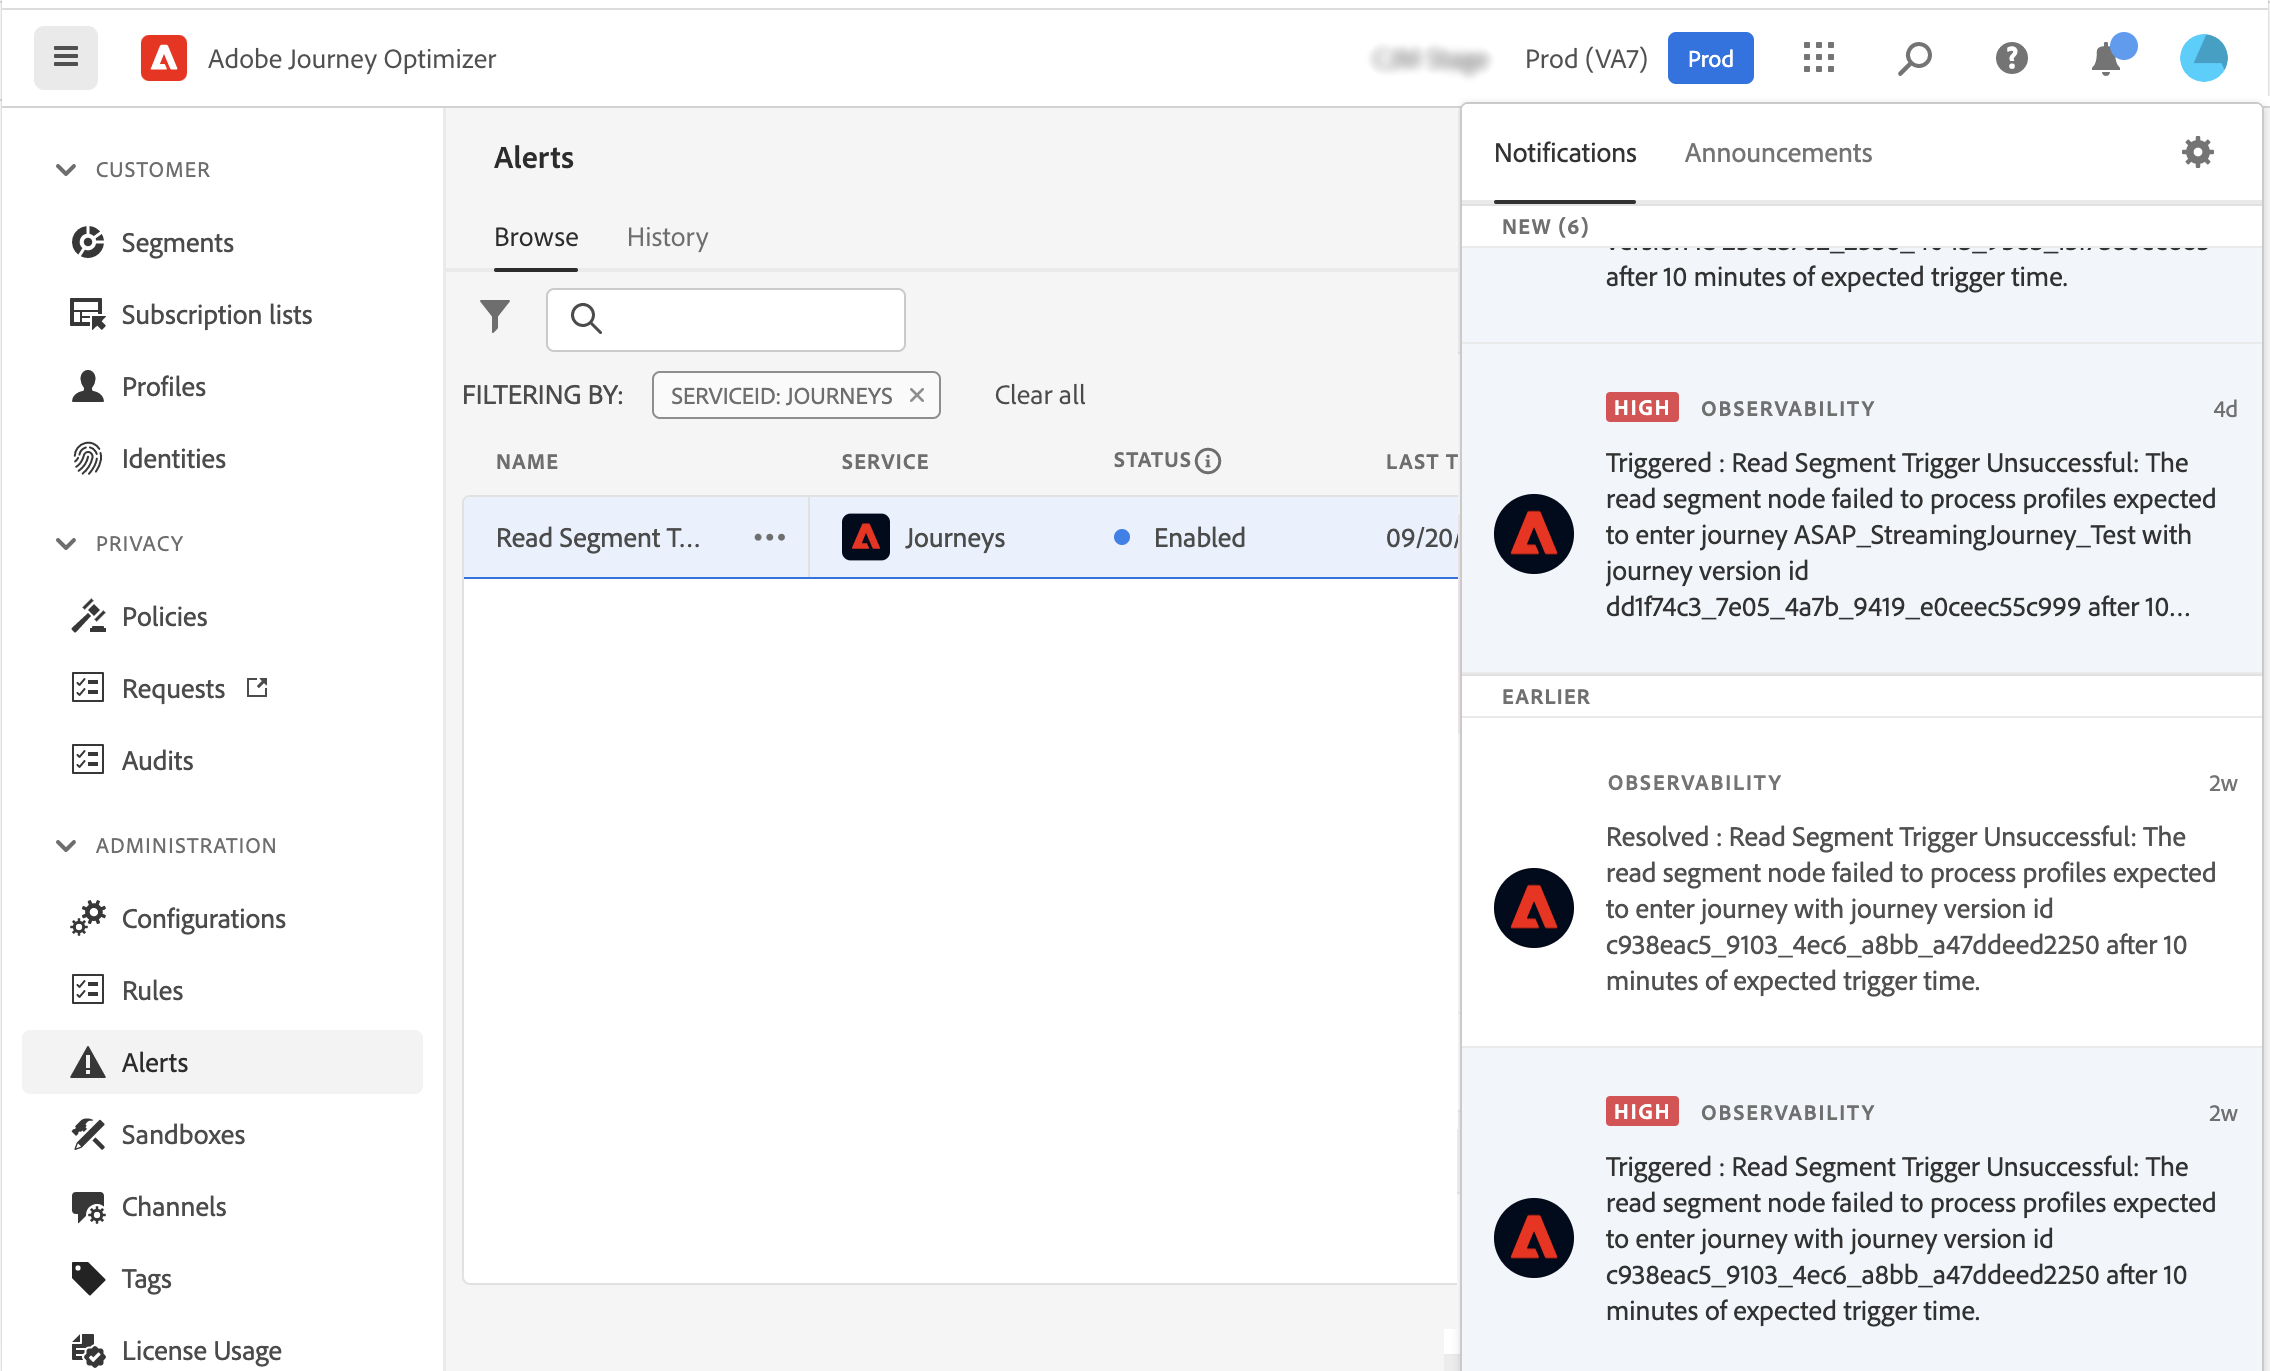 Adobe Journey Optimizer
Prod (VA7)
Prod
CUSTOMER
Segments
Subscription lists
Profiles
Identities
PRIVACY
Policies
Requests
Audits
ADMINISTRATION
Configurations
Rules
Alerts
Sandboxes
Channels
Tags
License Usage
Alerts
Browse History
FILTERING BY: SERVICEID: JOURNEYS Clear all
NAME SERVICE STATUS LAST T
Read Segment T... Journeys Enabled 09/20/
Notifications Announcements
NEW (6)
after 10 minutes of expected trigger time.
HIGH OBSERVABILITY 4d
Triggered : Read Segment Trigger Unsuccessful: The
read segment node failed to process profiles expected
to enter journey ASAP_StreamingJourney_Test with
journey version id
dd1f74c3_7e05_4a7b_9419_e0ceec55c999 after 10...
EARLIER
OBSERVABILITY 2w
Resolved : Read Segment Trigger Unsuccessful: The
read segment node failed to process profiles expected
to enter journey with journey version id
c938eac5_9103_4ec6_a8bb_a47ddeed2250 after 10
minutes of expected trigger time.
HIGH OBSERVABILITY 2w
Triggered : Read Segment Trigger Unsuccessful: The
read segment node failed to process profiles expected
to enter journey with journey version id
c938eac5_9103_4ec6_a8bb_a47ddeed2250 after 10
minutes of expected trigger time.